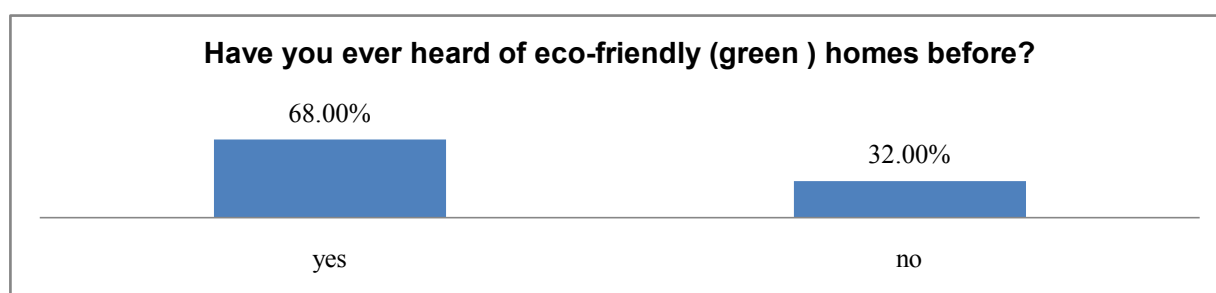 Have you ever heard of eco-friendly (green ) homes before?
68.00%
32.00%
yes
no